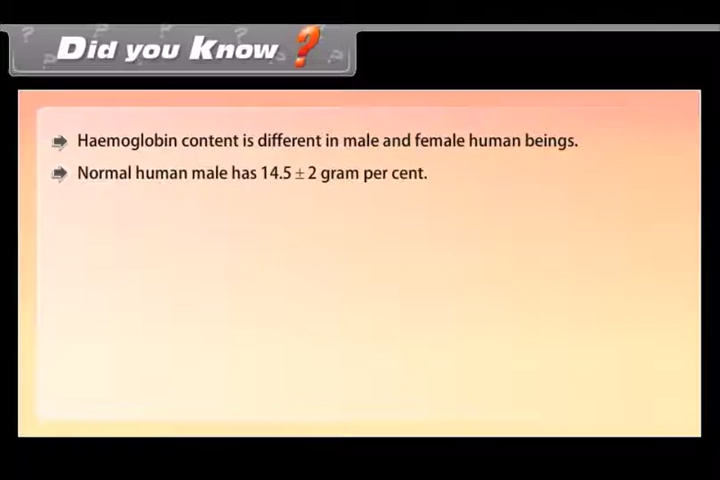 Did you Know ?
Haemoglobin content is different in male and female human beings.
Normal human male has 14.5 ± 2 gram per cent.